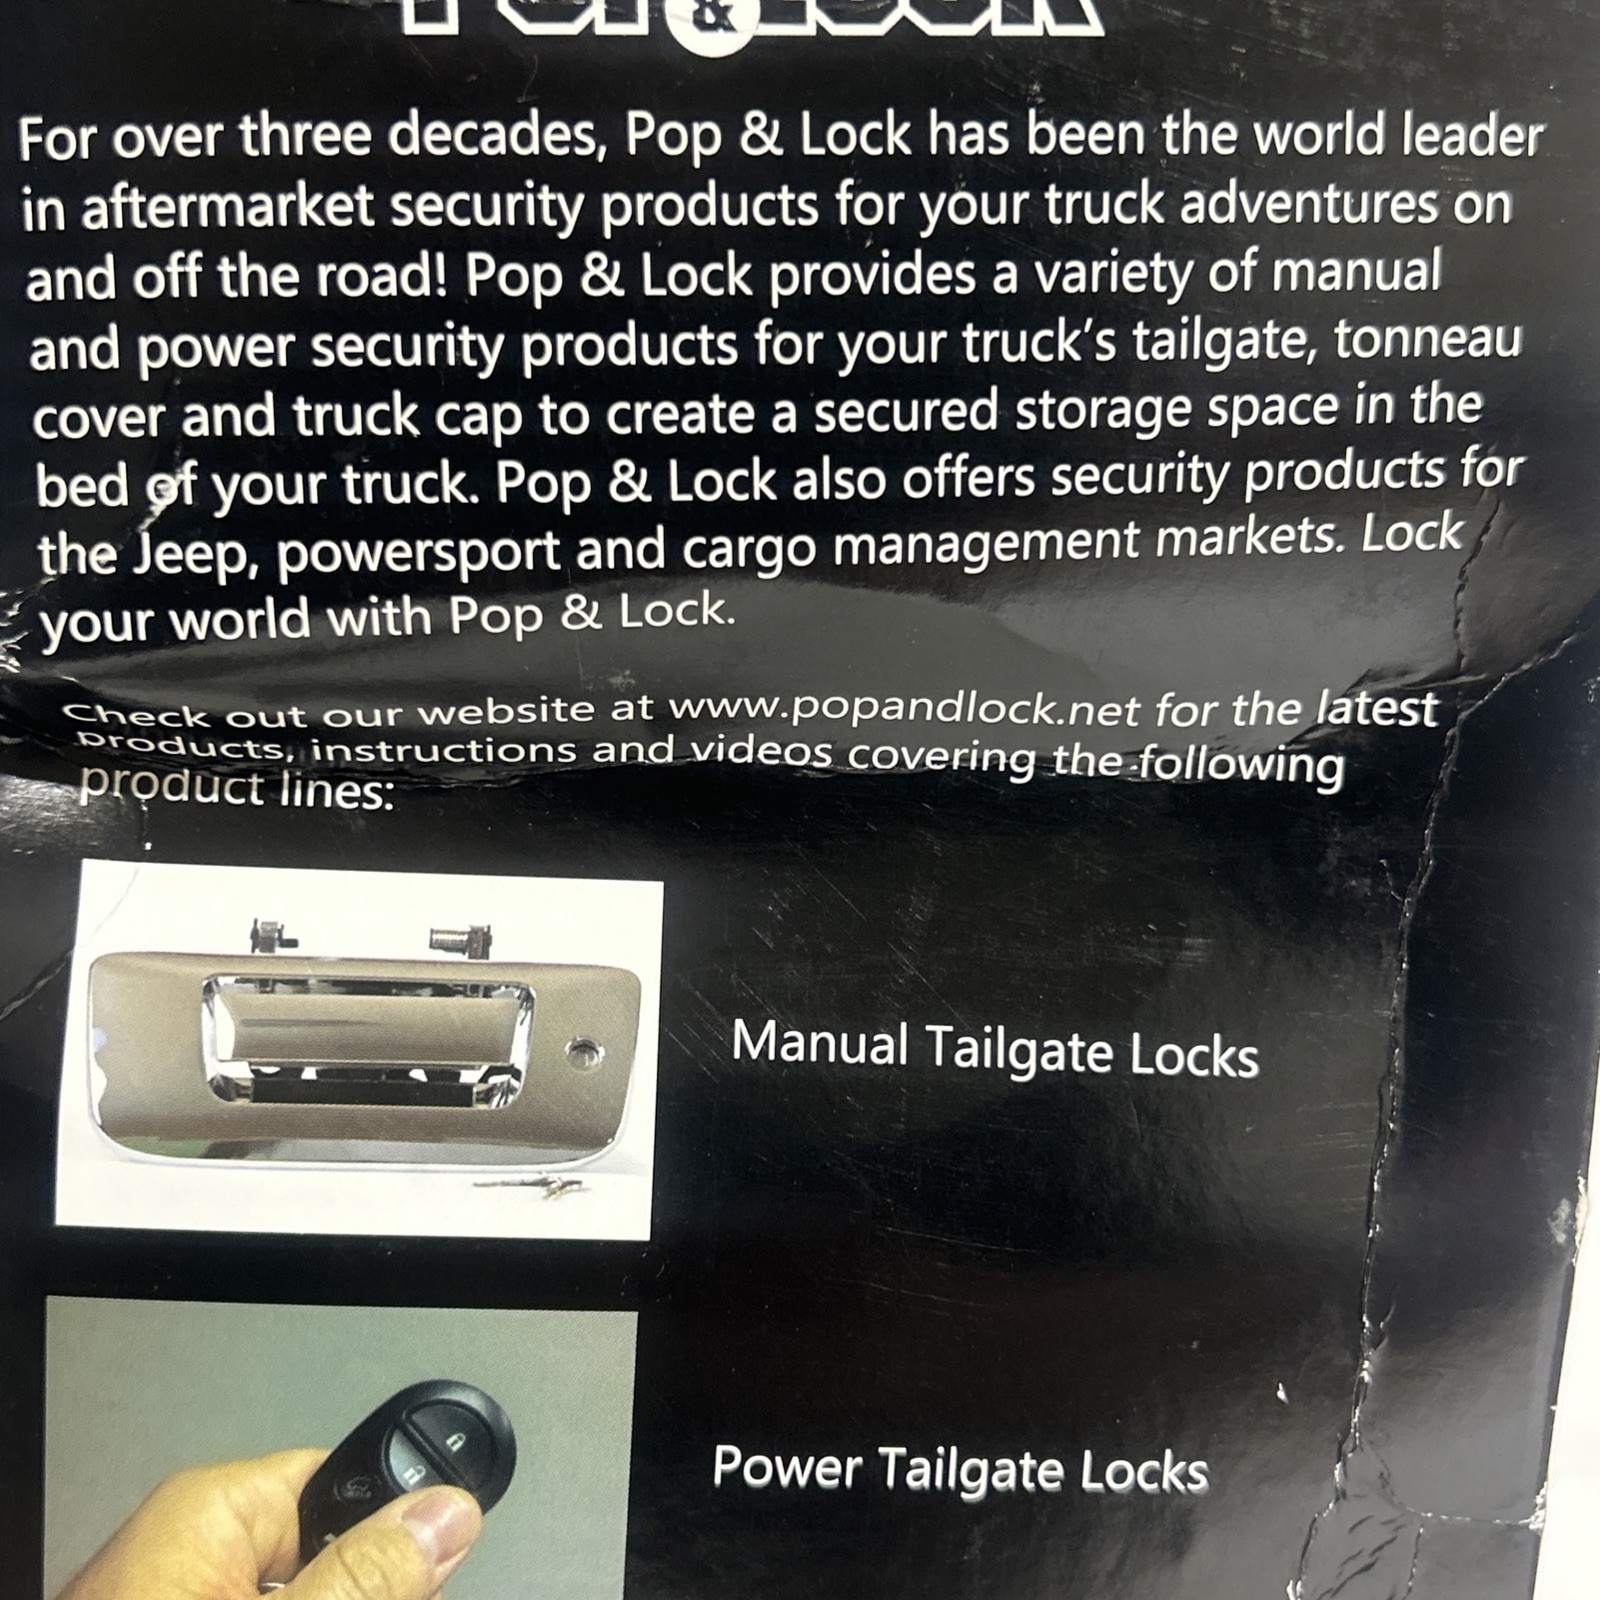 POP & LOCK
For over three decades, Pop & Lock has been the world leader
in aftermarket security products for your truck adventures on
and off the road! Pop & Lock provides a variety of manual
and power security products for your truck's tailgate, tonneau
cover and truck cap to create a secured storage space in the
bed of your truck. Pop & Lock also offers security products for
the Jeep, powersport and cargo management markets. Lock
your world with Pop & Lock.
Check out our website at www.popandlock.net for the latest
products, instructions and videos covering the following
product lines:
Manual Tailgate Locks
Power Tailgate Locks